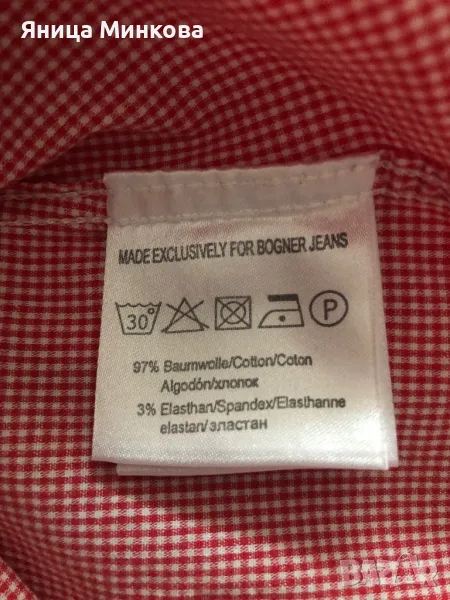 Яница Минкова
MADE EXCLUSIVELY FOR BOGNER JEANS
30° P
97% Baumwolle/Cotton/Coton
Algodón/хлопок
3% Elasthan/Spandex/Elasthanne
elastan/эластан
BAZAR